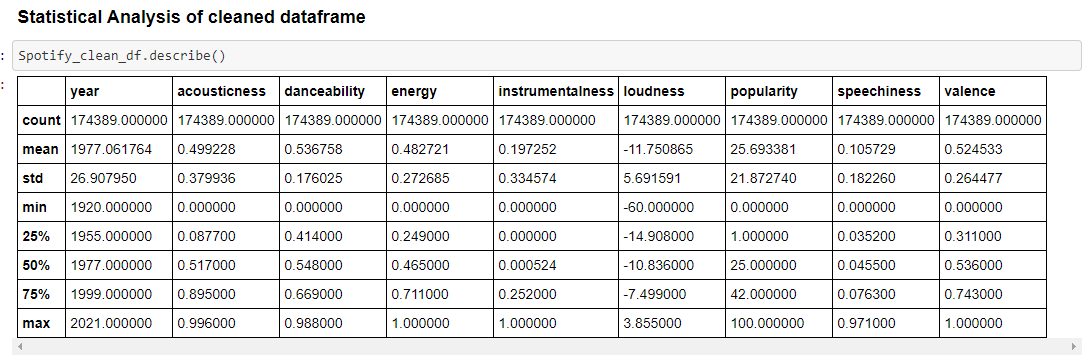 Statistical Analysis of cleaned dataframe
: Spotify_clean_df.describe()
:
year acousticness danceability energy instrumentalness loudness popularity speechiness valence
count 174389.000000 174389.000000 174389.000000 174389.000000 174389.000000 174389.000000 174389.000000 174389.000000 174389.000000
mean 1977.061764 0.499228 0.536758 0.482721 0.197252 -11.750865 25.693381 0.105729 0.524533
std 26.907950 0.379936 0.176025 0.272685 0.334574 5.691591 21.872740 0.182260 0.264477
min 1920.000000 0.000000 0.000000 0.000000 0.000000 -60.000000 0.000000 0.000000 0.000000
25% 1955.000000 0.087700 0.414000 0.249000 0.000000 -14.908000 1.000000 0.035200 0.311000
50% 1977.000000 0.517000 0.548000 0.465000 0.000524 -10.836000 25.000000 0.045500 0.536000
75% 1999.000000 0.895000 0.669000 0.711000 0.252000 -7.499000 42.000000 0.076300 0.743000
max 2021.000000 0.996000 0.988000 1.000000 1.000000 3.855000 100.000000 0.971000 1.000000